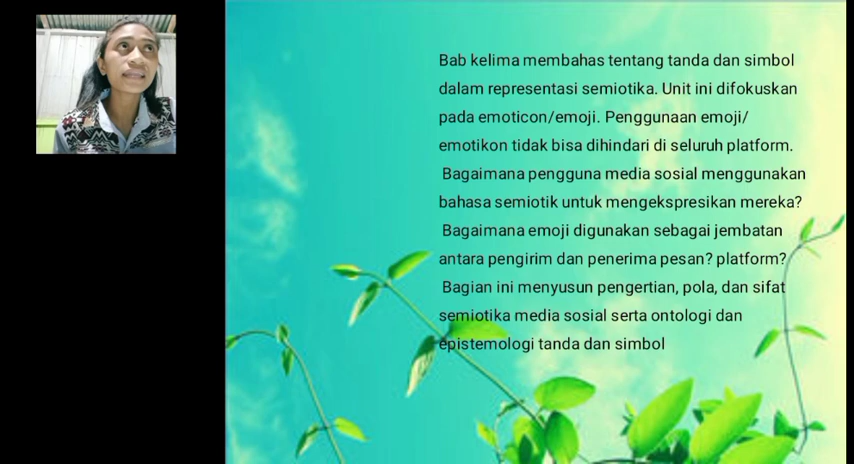 Bab kelima membahas tentang tanda dan simbol
dalam representasi semiotika. Unit ini difokuskan
pada emoticon/emoji. Penggunaan emoji/
emotikon tidak bisa dihindari di seluruh platform.
Bagaimana pengguna media sosial menggunakan
bahasa semiotik untuk mengekspresikan mereka?
Bagaimana emoji digunakan sebagai jembatan
antara pengirim dan penerima pesan? platform?
Bagian ini menyusun pengertian, pola, dan sifat
semiotika media sosial serta ontologi dan
epistemologi tanda dan simbol